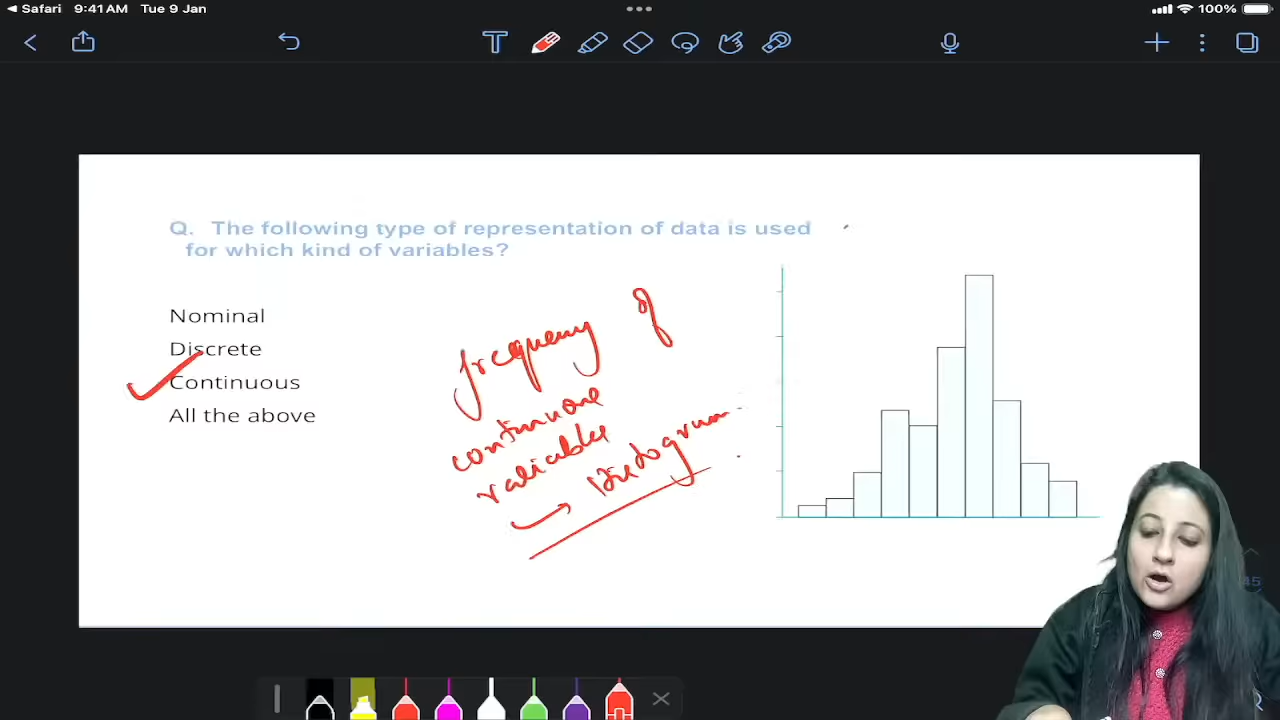 Safari 9:41 AM Tue 9 Jan
100%
T
Q. The following type of representation of data is used
for which kind of variables?
Nominal
Discrete
Continuous
All the above
frequency of
continuous
variables
→ Histogram
45